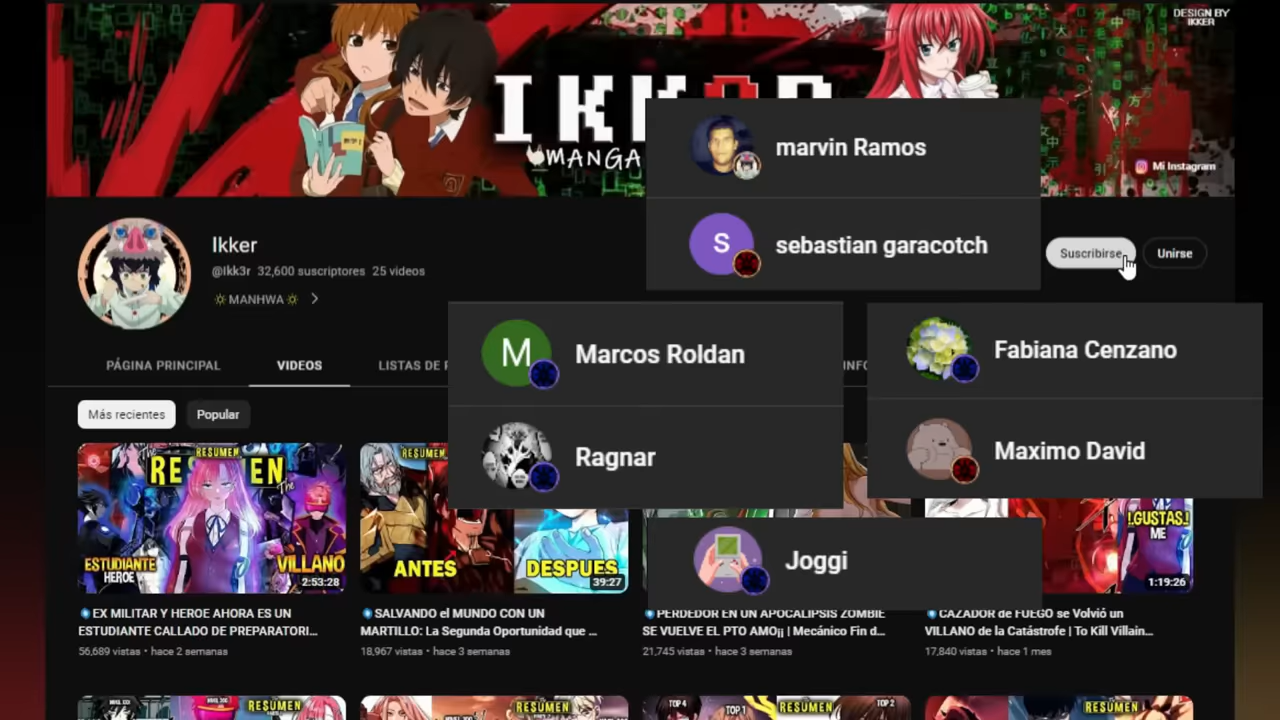 DESIGN BY
IKKER
MANGA
Mi Instagram
marvin Ramos
S
sebastian garacotch
Ikker
@Ikk3r 32,600 suscriptores 25 videos
🔅MANHWA🔅 >
Suscribirse
Unirse
M
Marcos Roldan
Ragnar
Fabiana Cenzano
Maximo David
PÁGINA PRINCIPAL
VIDEOS
LISTAS DE
Más recientes
Popular
RESUMEN
The
The
ESTUDIANTE
HEROE
VILLANO
2:53:28
ANTES
DESPUES
39:27
¡.GUSTAS.!
ME
1:19:26
Joggi
EX MILITAR Y HEROE AHORA ES UN
ESTUDIANTE CALLADO DE PREPARATORI...
56,689 vistas • hace 2 semanas
SALVANDO el MUNDO CON UN
MARTILLO: La Segunda Oportunidad que ...
18,967 vistas • hace 3 semanas
PERDEDOR EN UN APOCALIPSIS ZOMBIE
SE VUELVE EL PTO AMO¡¡ | Mecánico Fin d...
21,745 vistas • hace 3 semanas
CAZADOR de FUEGO se Volvió un
VILLANO de la Catástrofe | To Kill Villain...
17,840 vistas • hace 1 mes
RESUMEN
RESUMEN
TOP 4
TOP 1
RESUMEN
TOP 2
RESUMEN